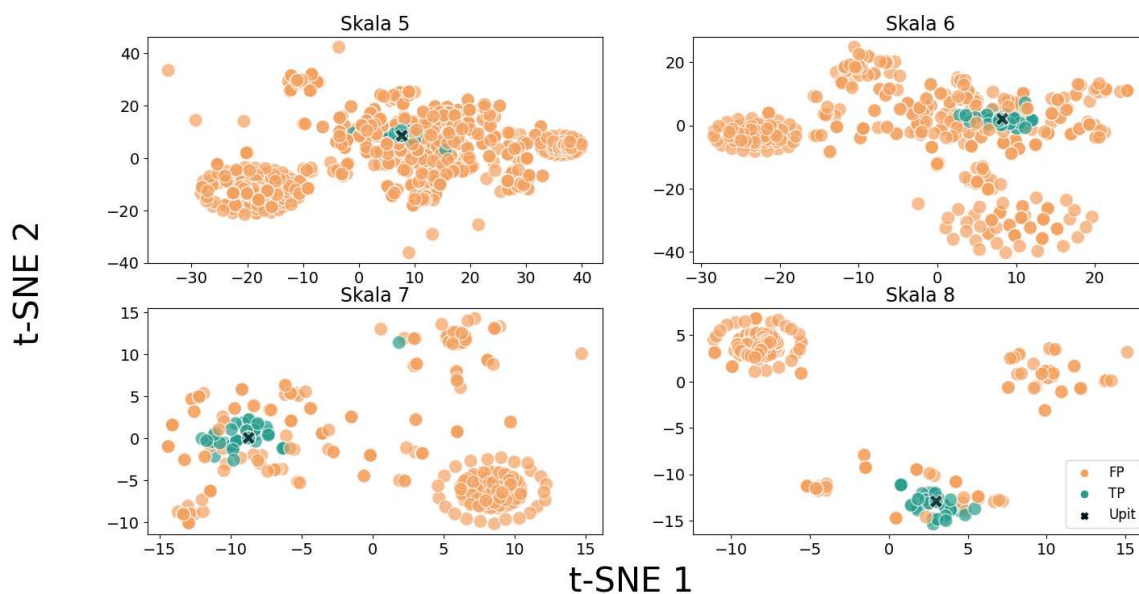 Skala 5
40
20
0
−20
−40
−30 −20 −10 0 10 20 30 40
Skala 6
20
0
−20
−40
−30 −20 −10 0 10 20
Skala 7
15
10
5
0
−5
−10
−15 −10 −5 0 5 10 15
Skala 8
5
0
−5
−10
−15
−10 −5 0 5 10 15
FP
TP
Upit
t-SNE 2
t-SNE 1